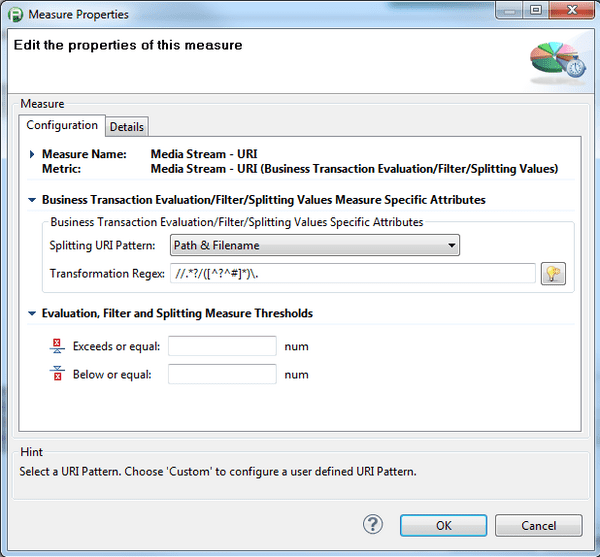 Measure Properties
Edit the properties of this measure
Measure
Configuration
Details
Measure Name: Media Stream - URI
Metric: Media Stream - URI (Business Transaction Evaluation/Filter/Splitting Values)
Business Transaction Evaluation/Filter/Splitting Values Measure Specific Attributes
Business Transaction Evaluation/Filter/Splitting Values Specific Attributes
Splitting URI Pattern: Path & Filename
Transformation Regex: //.*?/([^?^#]*)\.
Evaluation, Filter and Splitting Measure Thresholds
Exceeds or equal: num
Below or equal: num
Hint
Select a URI Pattern. Choose 'Custom' to configure a user defined URI Pattern.
?
OK
Cancel